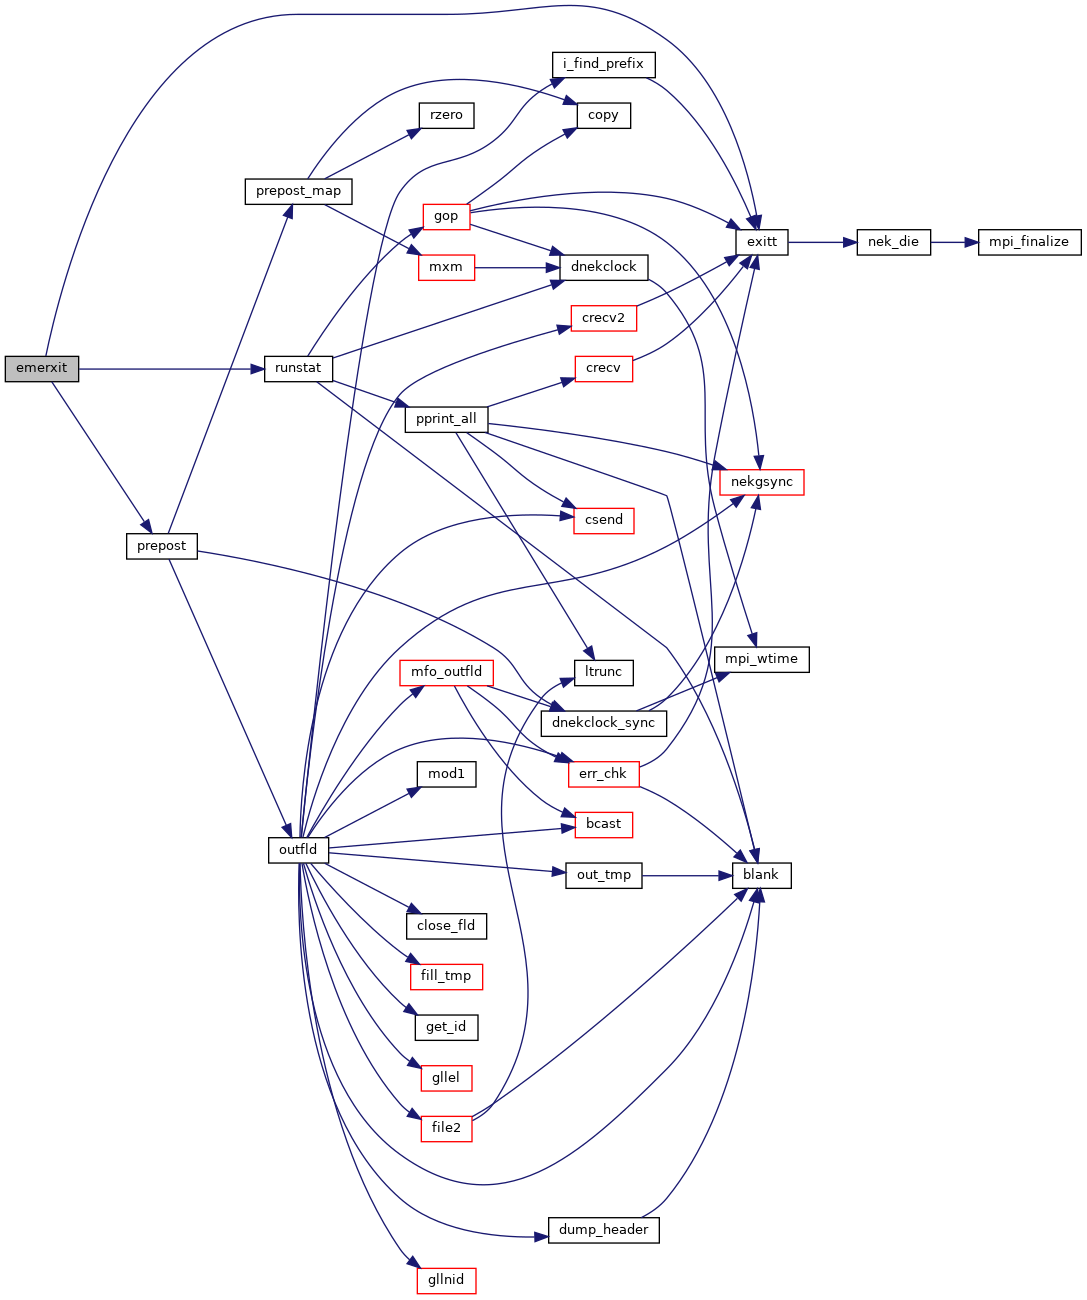 i_find_prefix
rzero
copy
prepost_map
gop
exitt
nek_die
mpi_finalize
mxm
dnekclock
crecv2
emerxit
runstat
crecv
pprint_all
nekgsync
csend
prepost
mpi_wtime
mfo_outfld
ltrunc
dnekclock_sync
mod1
err_chk
bcast
outfld
out_tmp
blank
close_fld
fill_tmp
get_id
gllel
file2
dump_header
gllnid